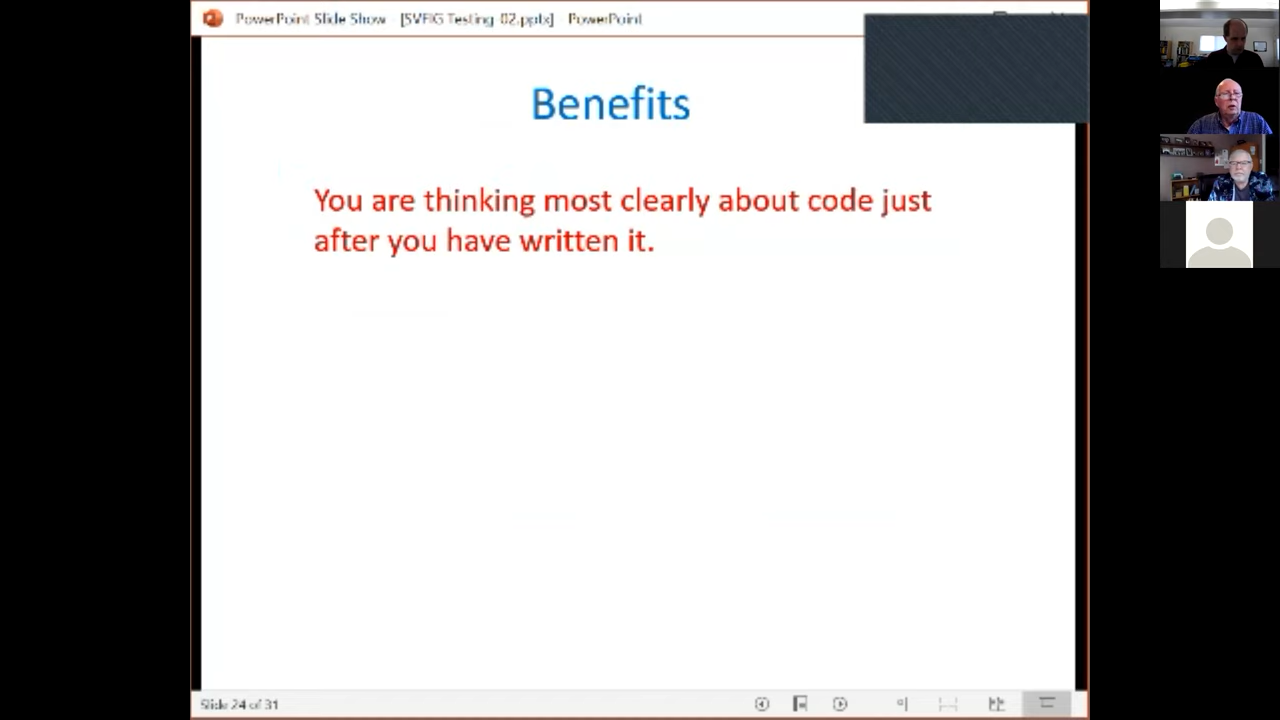 PowerPoint Slide Show - [SVFIG Testing 02.pptx] - PowerPoint
Benefits
You are thinking most clearly about code just
after you have written it.
Slide 24 of 31